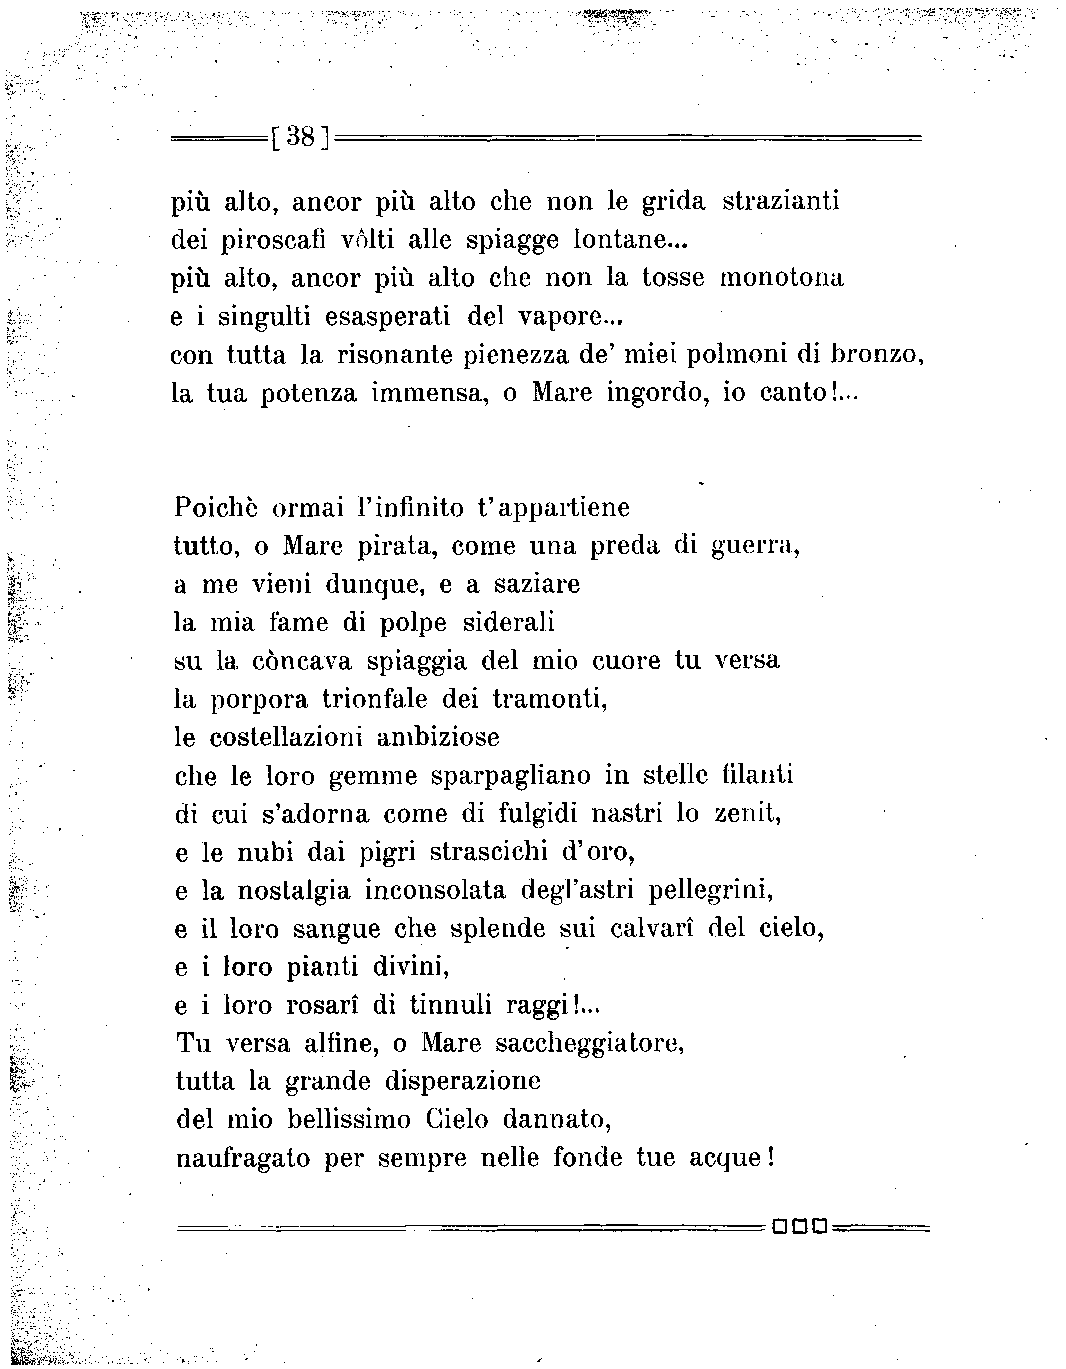 [ 38 ]
più alto, ancor più alto che non le grida strazianti
dei piroscafi vôlti alle spiagge lontane...
più alto, ancor più alto che non la tosse monotona
e i singulti esasperati del vapore...
con tutta la risonante pienezza de' miei polmoni di bronzo,
la tua potenza immensa, o Mare ingordo, io canto!...
Poichè ormai l'infinito t'appartiene
tutto, o Mare pirata, come una preda di guerra,
a me vieni dunque, e a saziare
la mia fame di polpe siderali
su la còncava spiaggia del mio cuore tu versa
la porpora trionfale dei tramonti,
le costellazioni ambiziose
che le loro gemme sparpagliano in stelle filanti
di cui s'adorna come di fulgidi nastri lo zenit,
e le nubi dai pigri strascichi d'oro,
e la nostalgia inconsolata degl'astri pellegrini,
e il loro sangue che splende sui calvarî del cielo,
e i loro pianti divini,
e i loro rosarî di tinnuli raggi!...
Tu versa alfine, o Mare saccheggiatore,
tutta la grande disperazione
del mio bellissimo Cielo dannato,
naufragato per sempre nelle fonde tue acque!